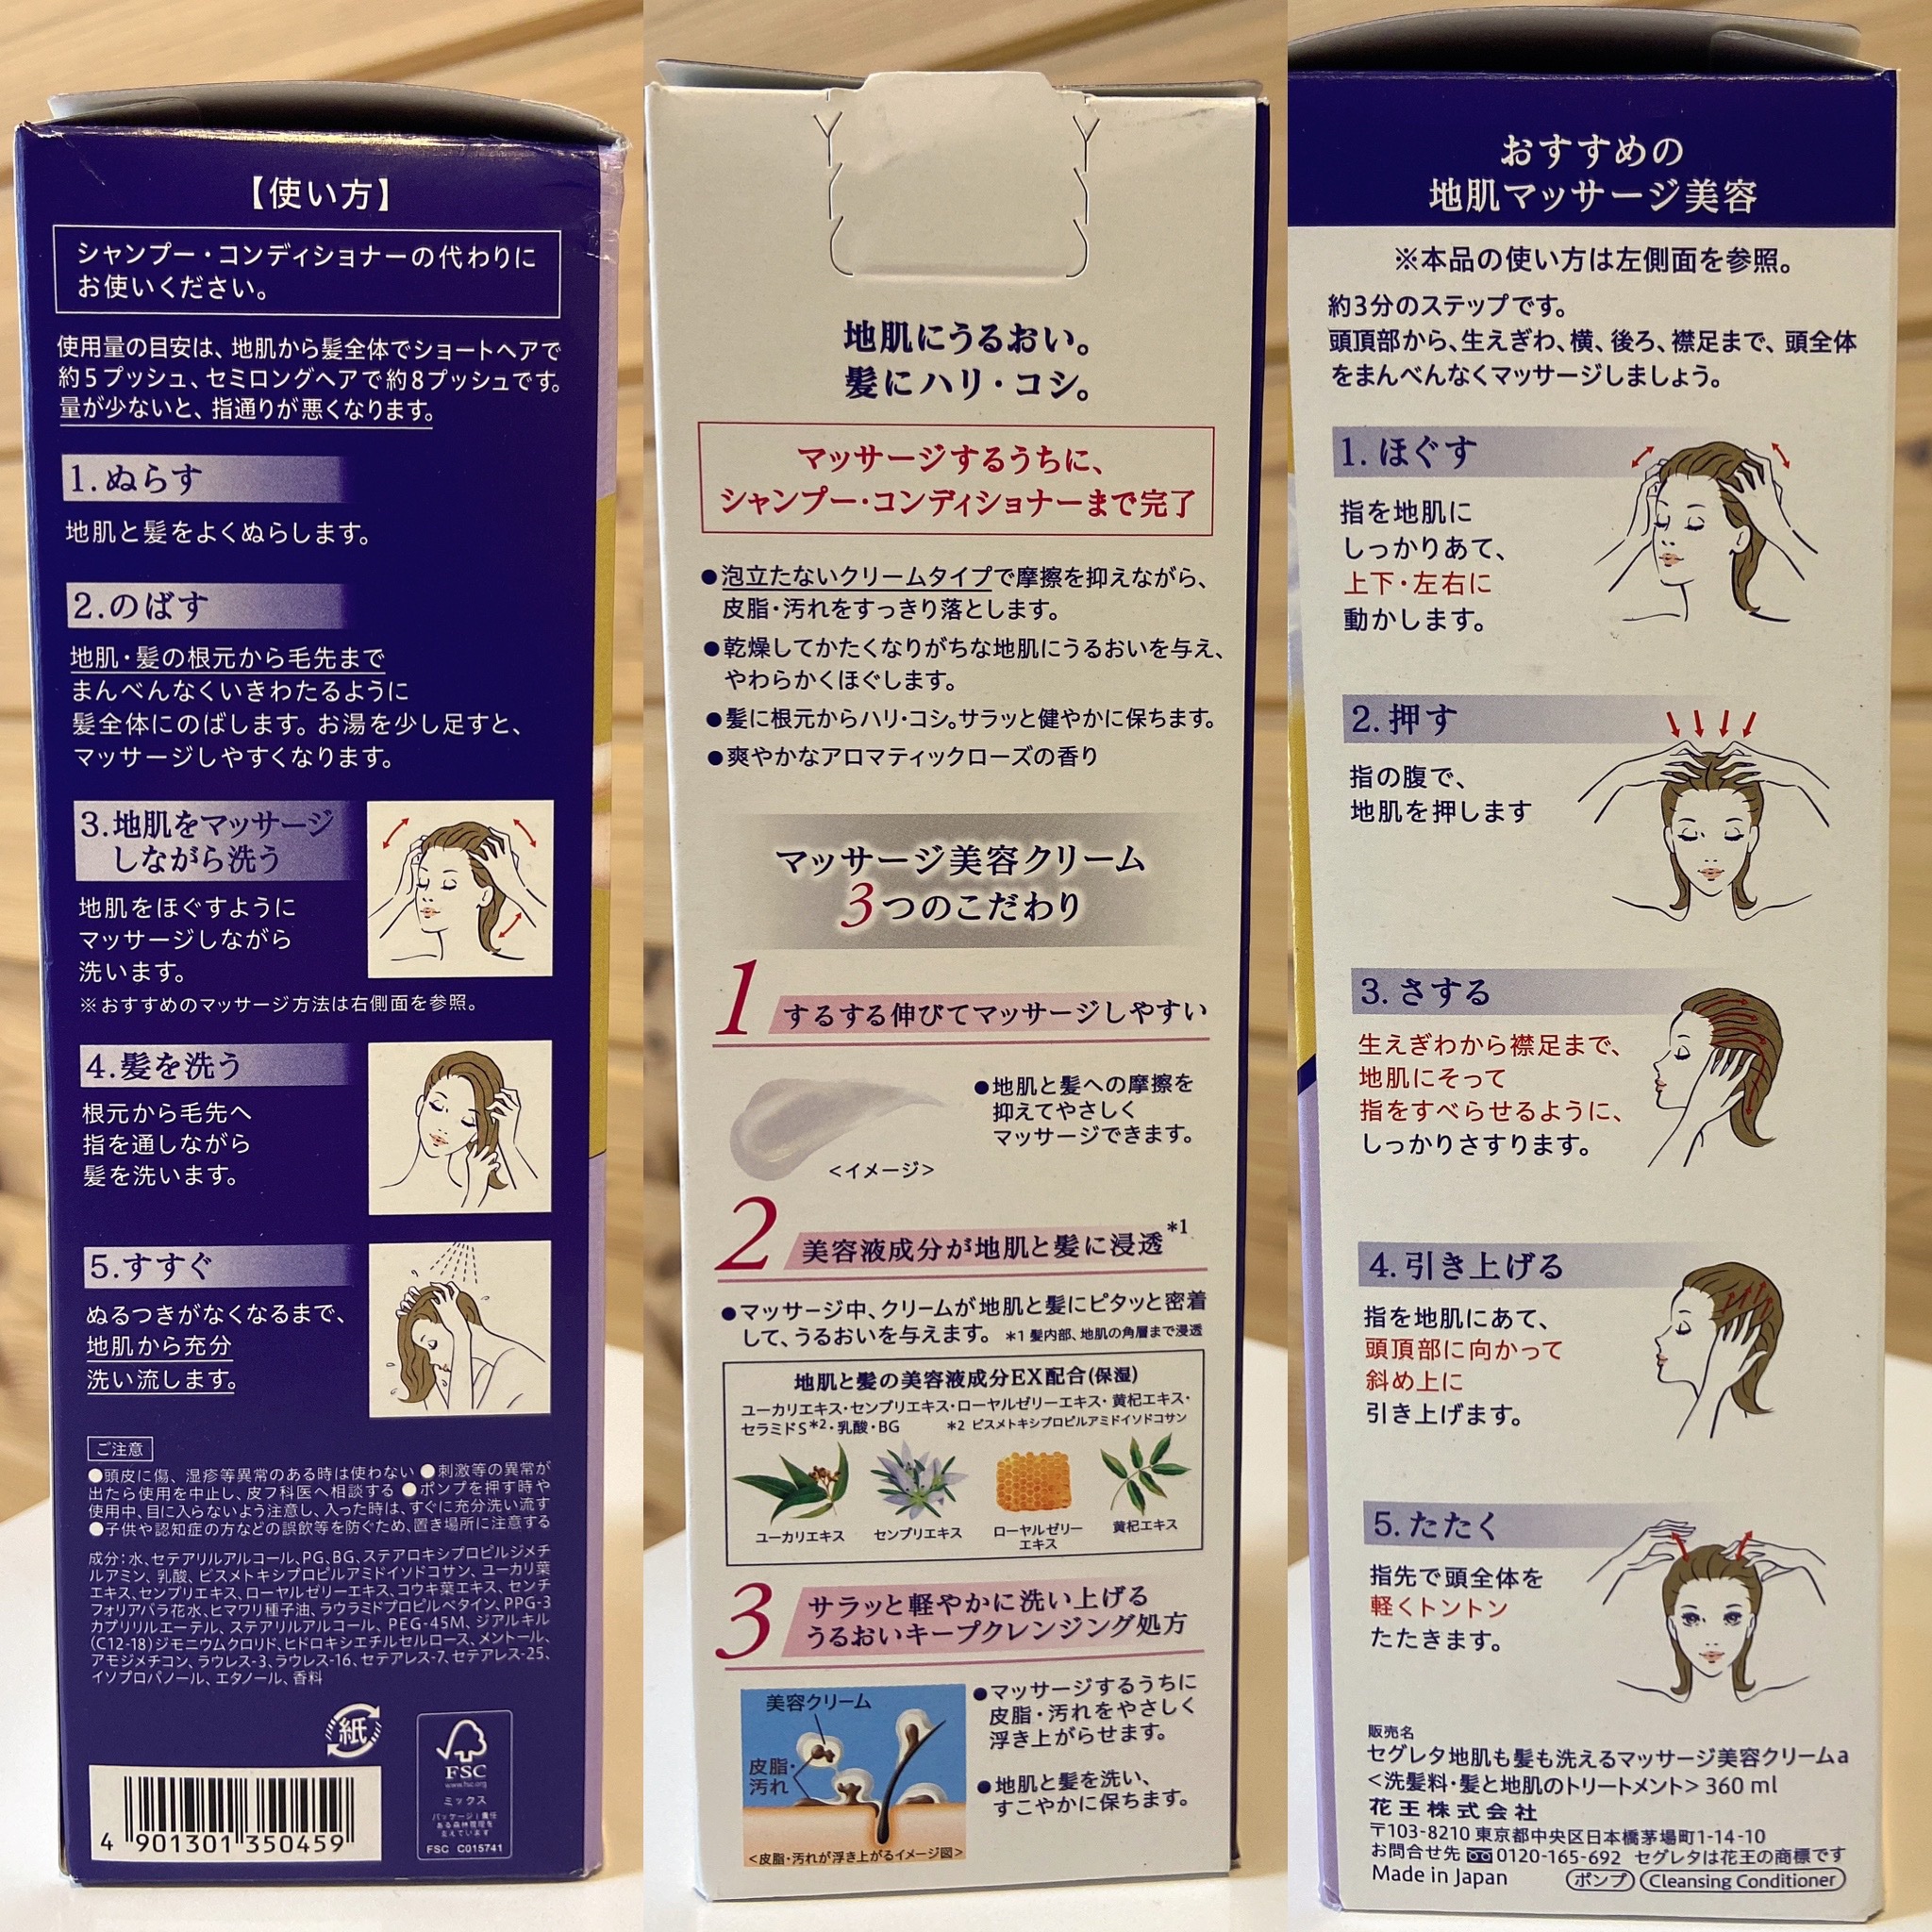 【使い方】
シャンプー・コンディショナーの代わりに
お使いください。
使用量の目安は、地肌から髪全体でショートヘアで
約5プッシュ、セミロングヘアで約8プッシュです。
量が少ないと、指通りが悪くなります。
1.ぬらす
地肌と髪をよくぬらします。
2.のばす
地肌・髪の根元から毛先まで
まんべんなくいきわたるように
髪全体にのばします。お湯を少し足すと、
マッサージしやすくなります。
3.地肌をマッサージ
しながら洗う
地肌をほぐすように
マッサージしながら
洗います。
※おすすめのマッサージ方法は右側面を参照。
4.髪を洗う
根元から毛先へ
指を通しながら
髪を洗います。
5.すすぐ
ぬるつきがなくなるまで、
地肌から充分
洗い流します。
ご注意
●頭皮に傷、湿疹等異常のある時は使わない ●刺激等の異常が
出たら使用を中止し、皮フ科医へ相談する ●ポンプを押す時や
使用中、目に入らないよう注意し、入った時は、すぐに充分洗い流す
●子供や認知症の方などの誤飲等を防ぐため、置き場所に注意する
成分:水、セテアリルアルコール、PG、BG、ステアロキシプロピルジメチ
ルアミン、乳酸、ビスメトキシプロピルアミドイソドコサン、ユーカリ葉
エキス、センブリエキス、ローヤルゼリーエキス、コウキ葉エキス、センチ
フォリアバラ花水、ヒマワリ種子油、ラウラミドプロピルベタイン、PPG-3
カプリリルエーテル、ステアリルアルコール、PEG-45M、ジアルキル
(C12-18)ジモニウムクロリド、ヒドロキシエチルセルロース、メントール、
アモジメチコン、ラウレス-3、ラウレス-16、セテアレス-7、セテアレス-25、
イソプロパノール、エタノール、香料
紙
FSC
www.fsc.org
ミックス
パッケージ|責任
ある森林管理を
支えています
FSC C015741
4 901301 350459
地肌にうるおい。
髪にハリ・コシ。
マッサージするうちに、
シャンプー・コンディショナーまで完了
●泡立たないクリームタイプで摩擦を抑えながら、
皮脂・汚れをすっきり落とします。
●乾燥してかたくなりがちな地肌にうるおいを与え、
やわらかくほぐします。
●髪に根元からハリ・コシ。サラッと健やかに保ちます。
●爽やかなアロマティックローズの香り
マッサージ美容クリーム
3つのこだわり
1 するする伸びてマッサージしやすい
●地肌と髪への摩擦を
抑えてやさしく
マッサージできます。
<イメージ>
2 美容液成分が地肌と髪に浸透*1
●マッサージ中、クリームが地肌と髪にピタッと密着
して、うるおいを与えます。 *1 髪内部、地肌の角層まで浸透
地肌と髪の美容液成分EX配合(保湿)
ユーカリエキス・センブリエキス・ローヤルゼリーエキス・黄杞エキス・
セラミドS*2・乳酸・BG *2 ビスメトキシプロピルアミドイソドコサン
ユーカリエキス センブリエキス ローヤルゼリー
エキス 黄杞エキス
3 サラッと軽やかに洗い上げる
うるおいキープクレンジング処方
美容クリーム
皮脂・
汚れ
<皮脂・汚れが浮き上がるイメージ図>
●マッサージするうちに
皮脂・汚れをやさしく
浮き上がらせます。
●地肌と髪を洗い、
すこやかに保ちます。
おすすめの
地肌マッサージ美容
※本品の使い方は左側面を参照。
約3分のステップです。
頭頂部から、生えぎわ、横、後ろ、襟足まで、頭全体
をまんべんなくマッサージしましょう。
1.ほぐす
指を地肌に
しっかりあて、
上下・左右に
動かします。
2.押す
指の腹で、
地肌を押します
3.さする
生えぎわから襟足まで、
地肌にそって
指をすべらせるように、
しっかりさすります。
4.引き上げる
指を地肌にあて、
頭頂部に向かって
斜め上に
引き上げます。
5.たたく
指先で頭全体を
軽くトントン
たたきます。
販売名
セグレタ地肌も髪も洗えるマッサージ美容クリームa
<洗髪料・髪と地肌のトリートメント> 360 ml
花王株式会社
〒103-8210 東京都中央区日本橋茅場町1-14-10
お問合せ先 0120-165-692 セグレタは花王の商標です
Made in Japan ポンプ Cleansing Conditioner